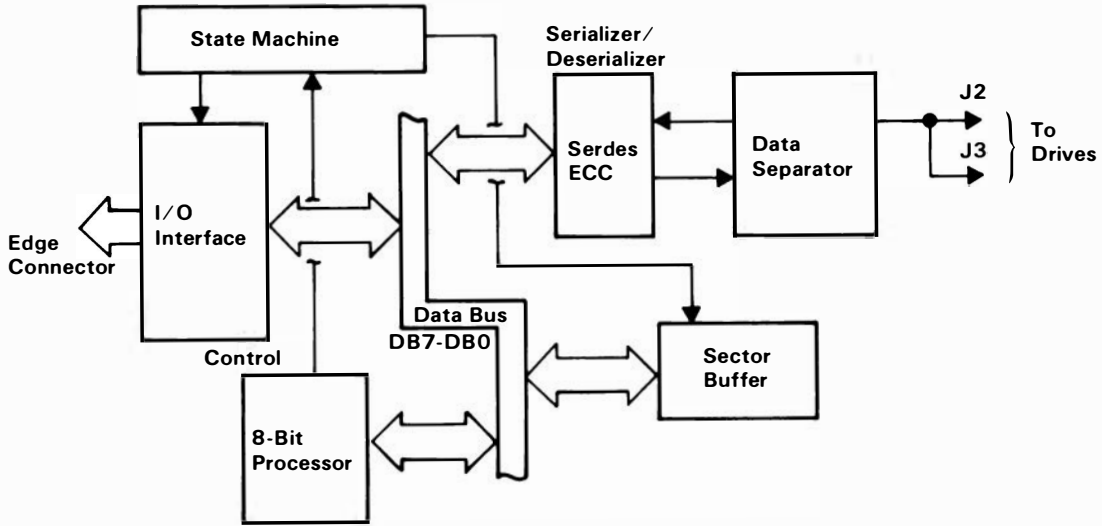 State Machine
Serializer/
Deserializer
J2
J3
To
Drives
Serdes
ECC
Data
Separator
I/O
Interface
Edge
Connector
Data Bus
DB7-DB0
Control
Sector
Buffer
8-Bit
Processor